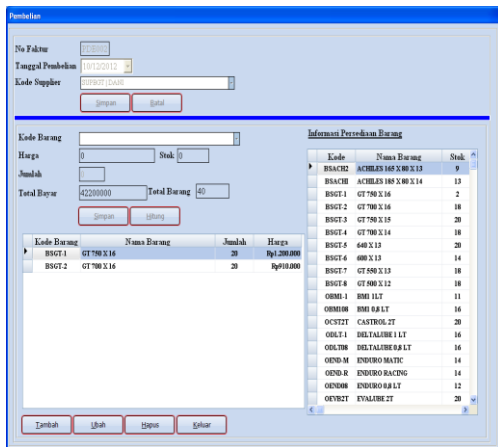 Pembelian
No Faktur PDB002
Tanggal Pembelian 10/12/2012
Kode Supplier SUPROT | DANI
Simpan Batal
Kode Barang
Harga 0 Stok 0
Jumlah
Total Bayar 42200000 Total Barang 40
Simpan Hitung
Kode Barang Nama Barang Jumlah Harga
BSGT-1 GT 750 X 16 20 Rp1.200.000
BSGT-2 GT 700 X 16 20 Rp910.000
Tambah Ubah Hapus Keluar
Informasi Persediaan Barang
Kode Nama Barang Stok
BSACH2 ACHILES 165 X 80 X 13 9
BSACHI ACHILES 185 X 80 X 14 13
BSGT-1 GT 750 X 16 2
BSGT-2 GT 700 X 16 18
BSGT-3 GT 750 X 15 20
BSGT-4 GT 700 X 14 18
BSGT-5 640 X 13 20
BSGT-6 600 X 13 14
BSGT-7 GT 550 X 13 18
BSGT-8 GT 500 X 12 18
OBM1-1 BM1 1LT 11
OBM108 BM1 0,8 LT 16
OCST2T CASTROL 2T 20
ODLT-1 DELTALUBE 1 LT 16
ODLT08 DELTALUBE 0,8 LT 16
OEND-M ENDURO MATIC 14
OEND-R ENDURO RACING 14
OEND08 ENDURO 0,8 LT 12
OEVB2T EVALUBE 2T 20